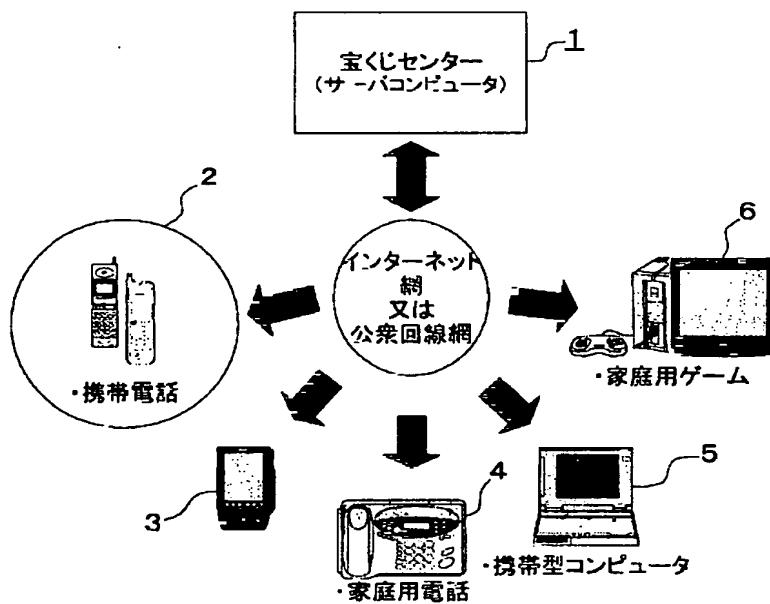 1
宝くじセンター
(サーバコンピュータ)
2
インターネット
網
又は
公衆回線網
6
・携帯電話
・家庭用ゲーム
3
4
5
・家庭用電話
・携帯型コンピュータ